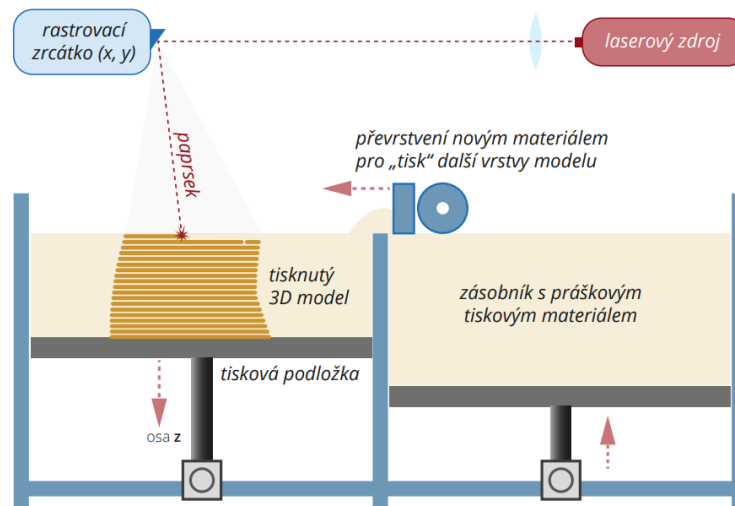 rastrovací
zrcátko (x, y)
laserový zdroj
paprsek
převrstvení novým materiálem
pro „tisk“ další vrstvy modelu
tisknutý
3D model
zásobník s práškovým
tiskovým materiálem
tisková podložka
osa z